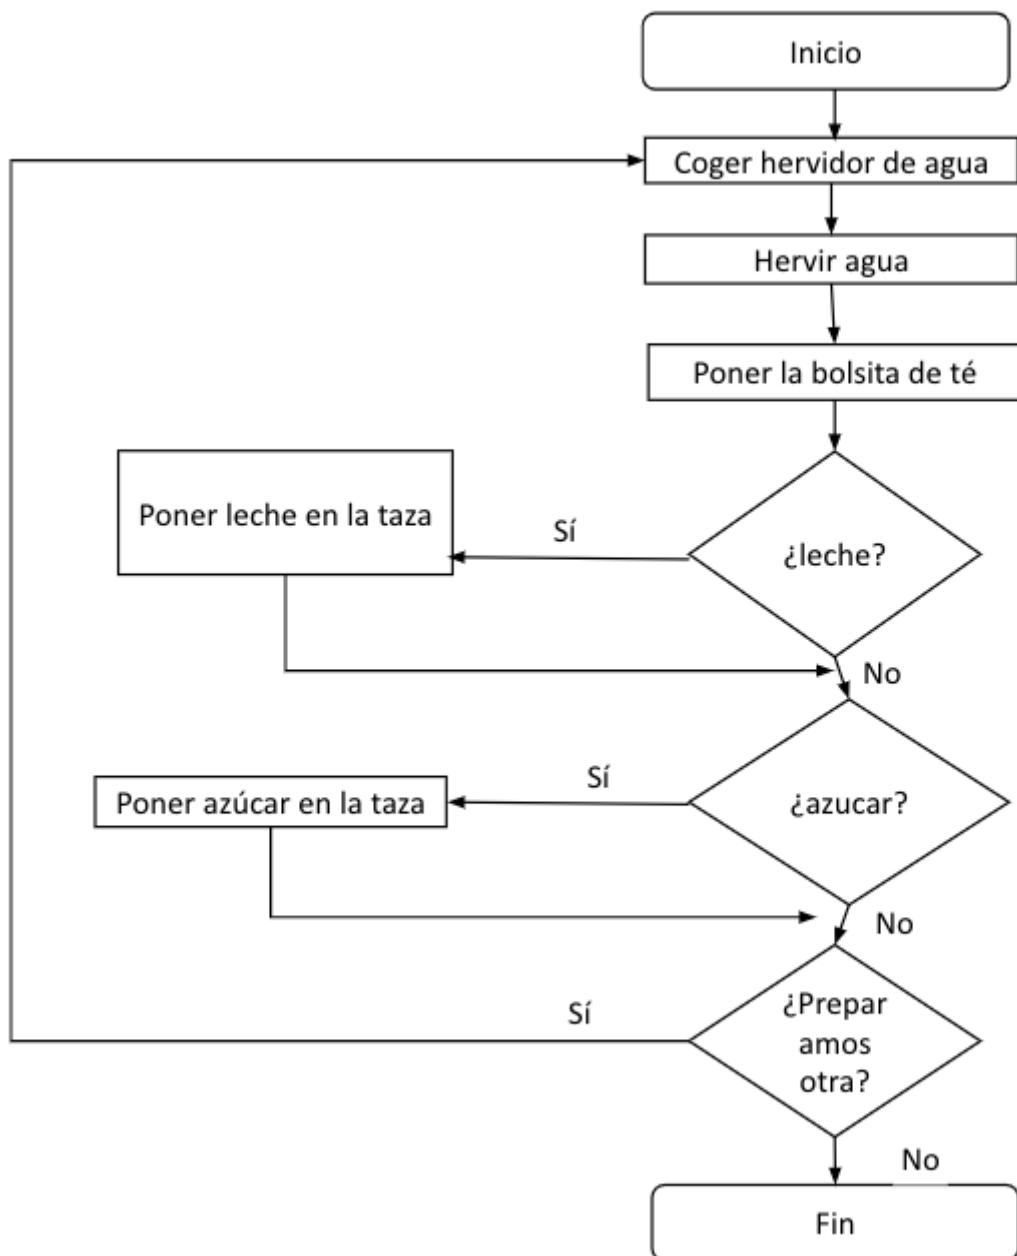 Inicio
Coger hervidor de agua
Hervir agua
Poner la bolsita de té
Poner leche en la taza
Sí
¿leche?
No
Poner azúcar en la taza
Sí
¿azucar?
No
Sí
¿Prepar
amos
otra?
No
Fin